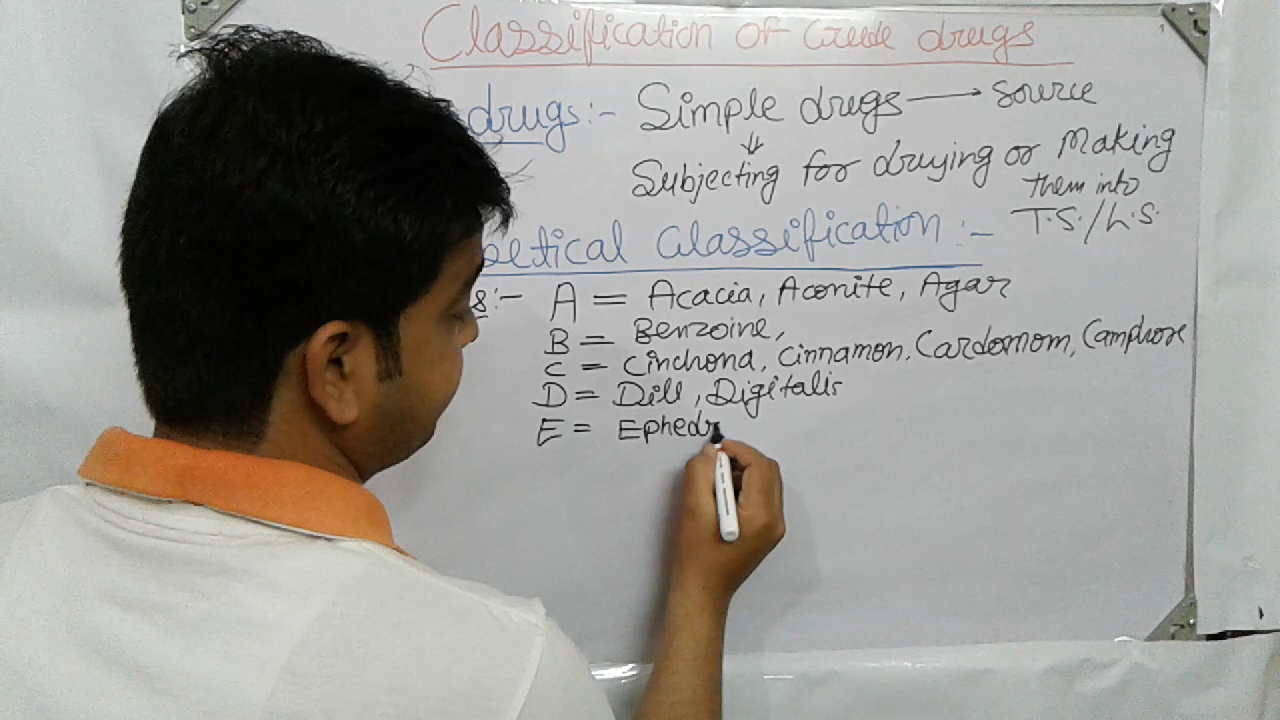 Classification of Crude drugs
drugs:- Simple drugs → source
⇓
Subjecting for drying or Making
them into
T.S./L.S.
etical Classification :-
s:- A = Acacia, Aconite, Agar
B = Benzoine,
C = Cinchona, Cinnamon, Cardomom, Camphore
D = Dill, Digitalis
E = Ephedr